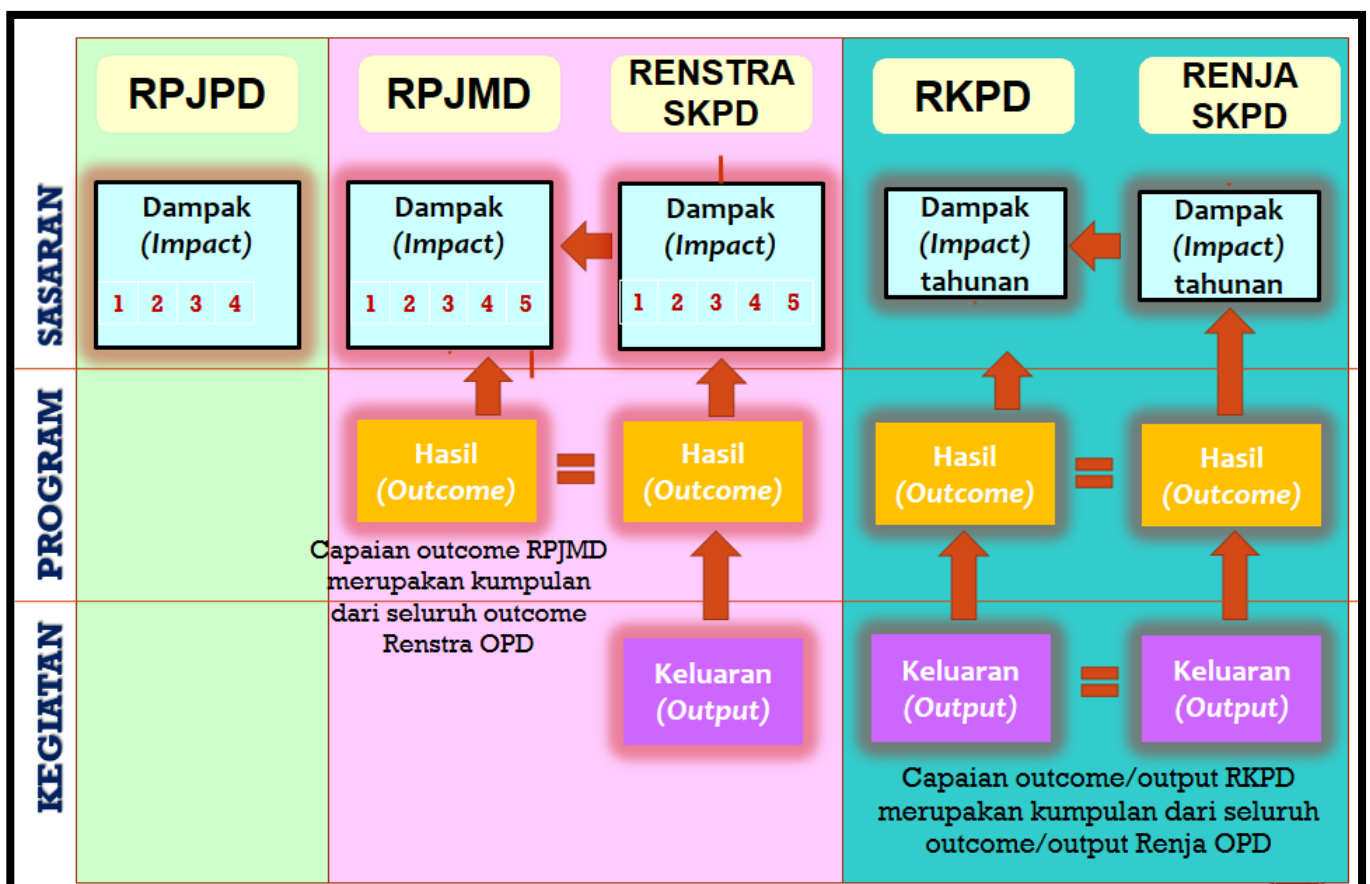 RPJPD
RPJMD
RENSTRA
SKPD
RKPD
RENJA
SKPD
SASARAN
Dampak
(Impact)
1 2 3 4
Dampak
(Impact)
1 2 3 4 5
Dampak
(Impact)
1 2 3 4 5
Dampak
(Impact)
tahunan
Dampak
(Impact)
tahunan
PROGRAM
Hasil
(Outcome)
=
Hasil
(Outcome)
Hasil
(Outcome)
=
Hasil
(Outcome)
Capaian outcome RPJMD
merupakan kumpulan
dari seluruh outcome
Renstra OPD
KEGIATAN
Keluaran
(Output)
Keluaran
(Output)
=
Keluaran
(Output)
Capaian outcome/output RKPD
merupakan kumpulan dari seluruh
outcome/output Renja OPD